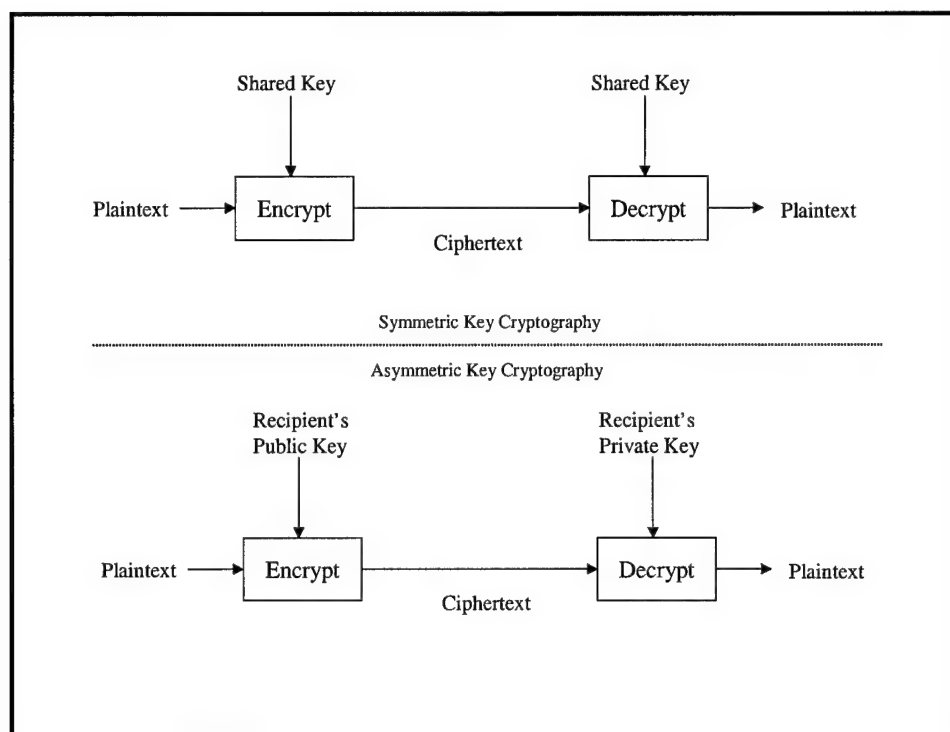 Shared Key Shared Key
Plaintext Encrypt Decrypt Plaintext
Ciphertext
Symmetric Key Cryptography
Asymmetric Key Cryptography
Recipient's Recipient's
Public Key Private Key
Plaintext Encrypt Decrypt Plaintext
Ciphertext